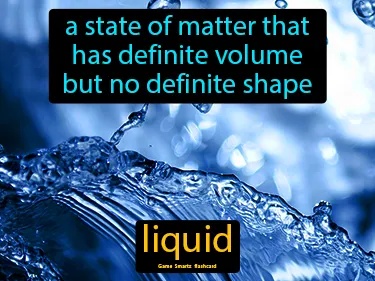 a state of matter that
has definite volume
but no definite shape
liquid
Game Smartz flashcard